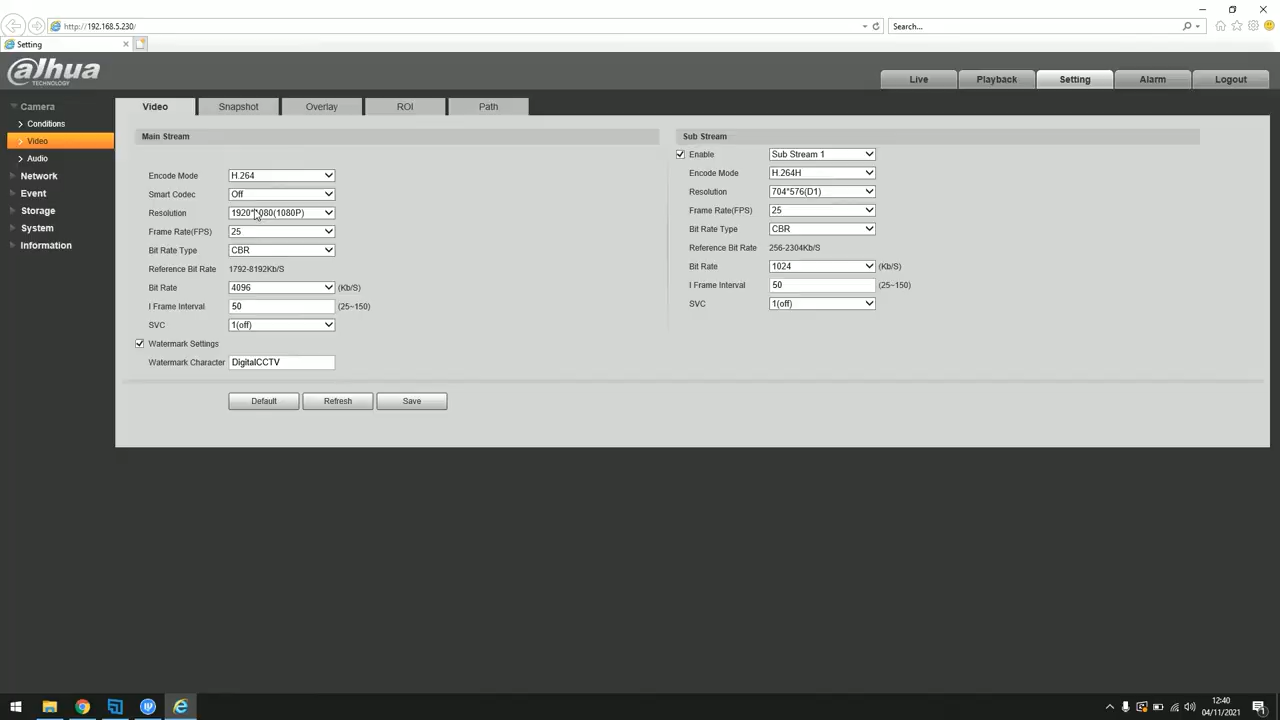 http://192.168.5.230/
Search...
Setting
alhua
TECHNOLOGY
Live
Playback
Setting
Alarm
Logout
Camera
Conditions
Video
Audio
Network
Event
Storage
System
Information
Video
Snapshot
Overlay
ROI
Path
Main Stream
Encode Mode H.264
Smart Codec Off
Resolution 1920*1080(1080P)
Frame Rate(FPS) 25
Bit Rate Type CBR
Reference Bit Rate 1792-8192Kb/S
Bit Rate 4096 (Kb/S)
I Frame Interval 50 (25~150)
SVC 1(off)
Watermark Settings
Watermark Character DigitalCCTV
Default
Refresh
Save
Sub Stream
Enable Sub Stream 1
Encode Mode H.264H
Resolution 704*576(D1)
Frame Rate(FPS) 25
Bit Rate Type CBR
Reference Bit Rate 256-2304Kb/S
Bit Rate 1024 (Kb/S)
I Frame Interval 50 (25~150)
SVC 1(off)
12:40
04/11/2021